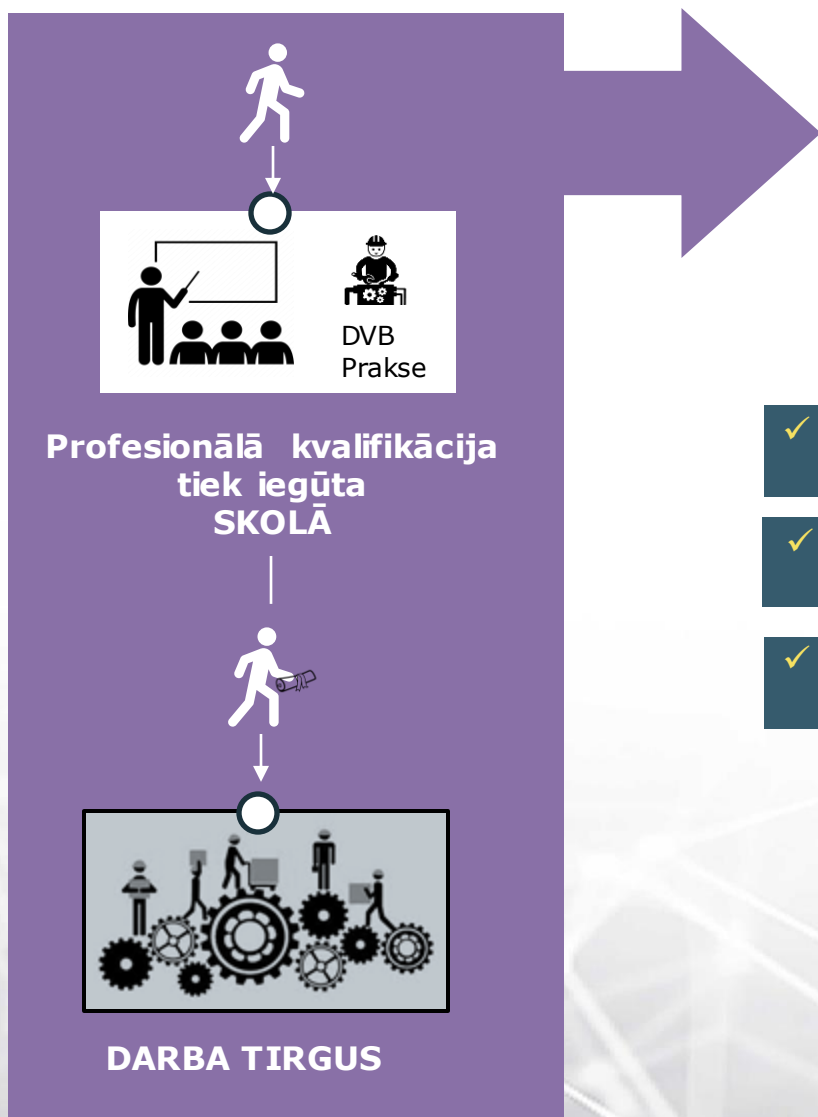 DVB
Prakse
Profesionālā kvalifikācija
tiek iegūta
SKOLĀ
DARBA TIRGUS